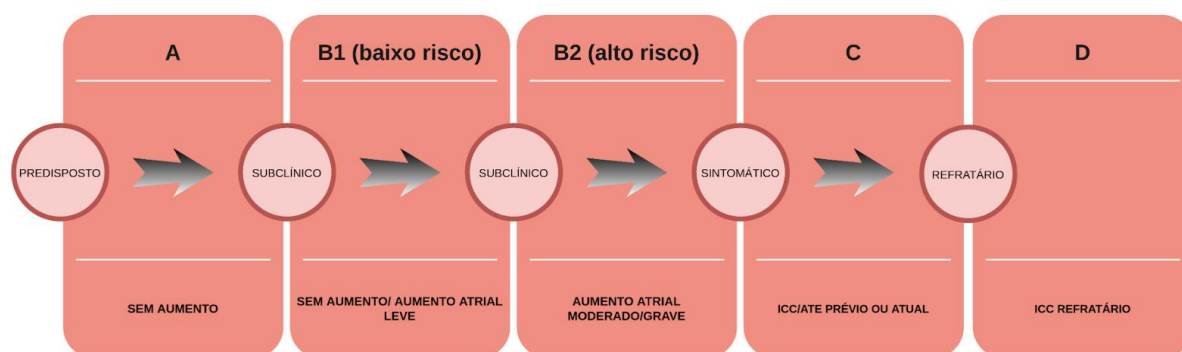 A
B1 (baixo risco)
B2 (alto risco)
C
D
PREDISPOSTO
SUBCLÍNICO
SUBCLÍNICO
SINTOMÁTICO
REFRATÁRIO
SEM AUMENTO
SEM AUMENTO/ AUMENTO ATRIAL
LEVE
AUMENTO ATRIAL
MODERADO/GRAVE
ICC/ATE PRÉVIO OU ATUAL
ICC REFRATÁRIO